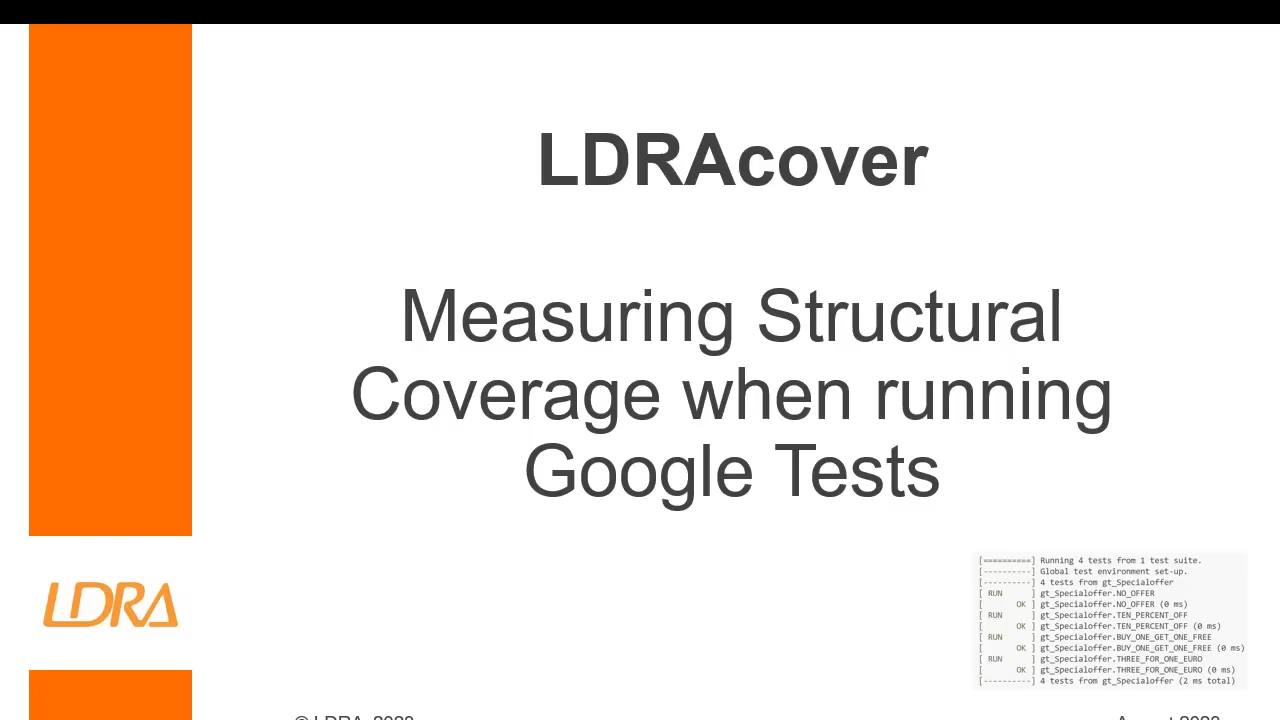 LDRAcover
Measuring Structural
Coverage when running
Google Tests
LDRA
[==========] Running 4 tests from 1 test suite.
[----------] Global test environment set-up.
[----------] 4 tests from gt_Specialoffer
[ RUN      ] gt_Specialoffer.NO_OFFER
[       OK ] gt_Specialoffer.NO_OFFER (0 ms)
[ RUN      ] gt_Specialoffer.TEN_PERCENT_OFF
[       OK ] gt_Specialoffer.TEN_PERCENT_OFF (0 ms)
[ RUN      ] gt_Specialoffer.BUY_ONE_GET_ONE_FREE
[       OK ] gt_Specialoffer.BUY_ONE_GET_ONE_FREE (0 ms)
[ RUN      ] gt_Specialoffer.THREE_FOR_ONE_EURO
[       OK ] gt_Specialoffer.THREE_FOR_ONE_EURO (0 ms)
[----------] 4 tests from gt_Specialoffer (2 ms total)
© LDRA
August